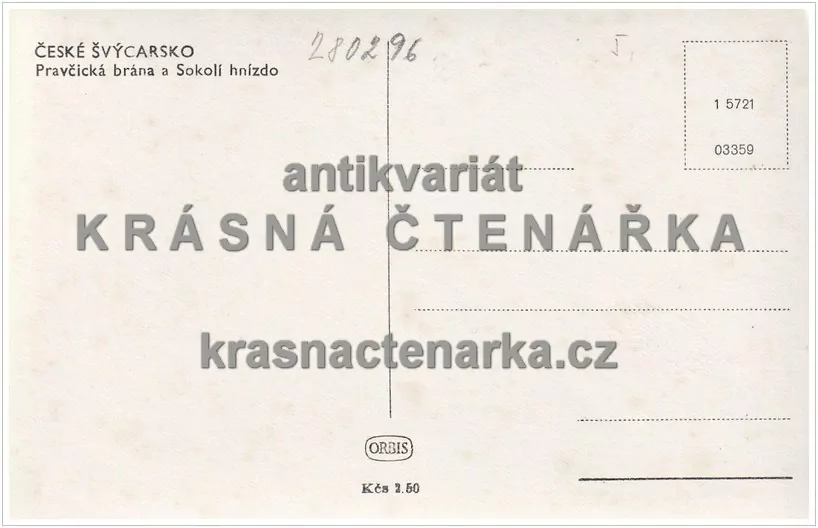 ČESKÉ ŠVÝCARSKO
Pravčická brána a Sokolí hnízdo
280296
I.
1 5721
03359
antikvariát
KRÁSNÁ ČTENÁŘKA
krasnactenarka.cz
ORBIS
Kčs 2.50